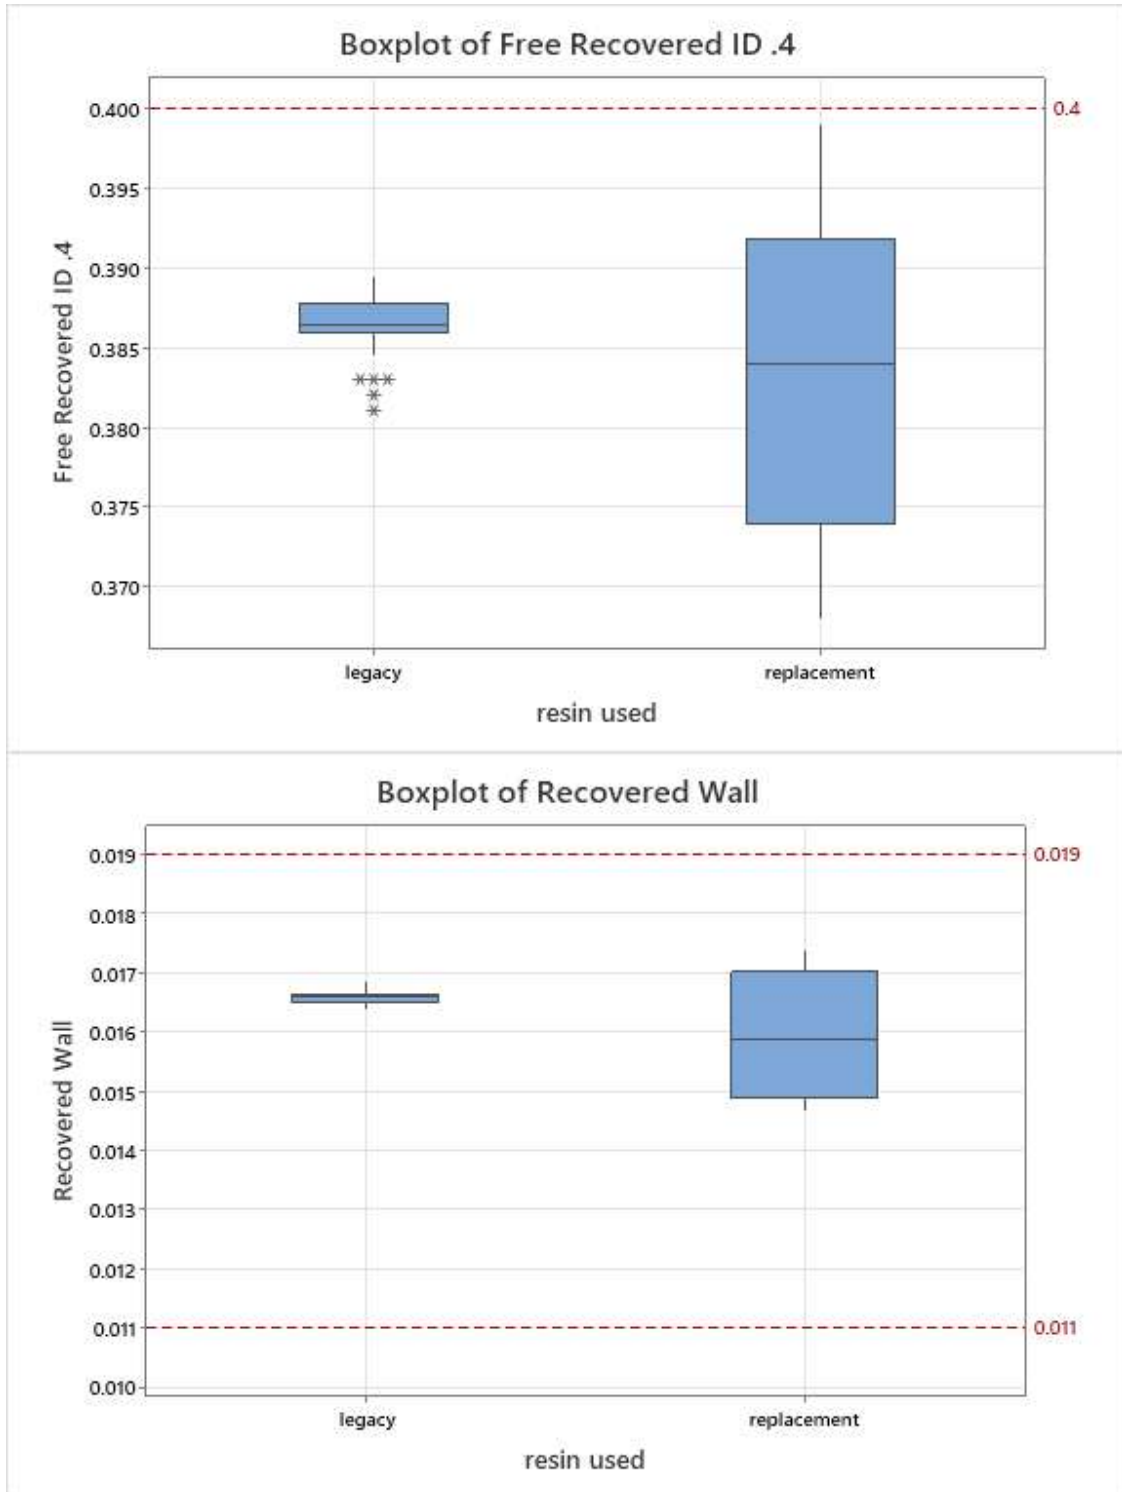 Boxplot of Free Recovered ID .4
Free Recovered ID .4
0.400
0.395
0.390
0.385
0.380
0.375
0.370
0.4
legacy replacement
resin used
Boxplot of Recovered Wall
Recovered Wall
0.019
0.018
0.017
0.016
0.015
0.014
0.013
0.012
0.011
0.010
0.019
0.011
legacy replacement
resin used